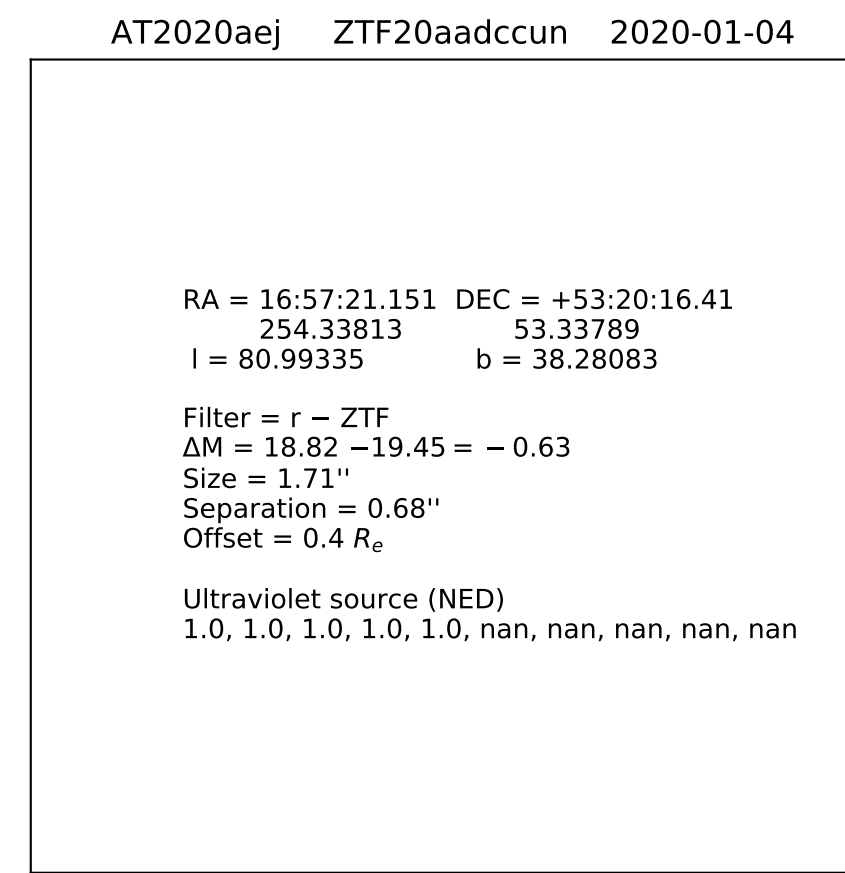 AT2020aej ZTF20aadccun 2020-01-04
RA = 16:57:21.151 DEC = +53:20:16.41
254.33813 53.33789
l = 80.99335 b = 38.28083
Filter = r − ZTF
ΔM = 18.82 −19.45 = − 0.63
Size = 1.71''
Separation = 0.68''
Offset = 0.4 Rₑ
Ultraviolet source (NED)
1.0, 1.0, 1.0, 1.0, 1.0, nan, nan, nan, nan, nan